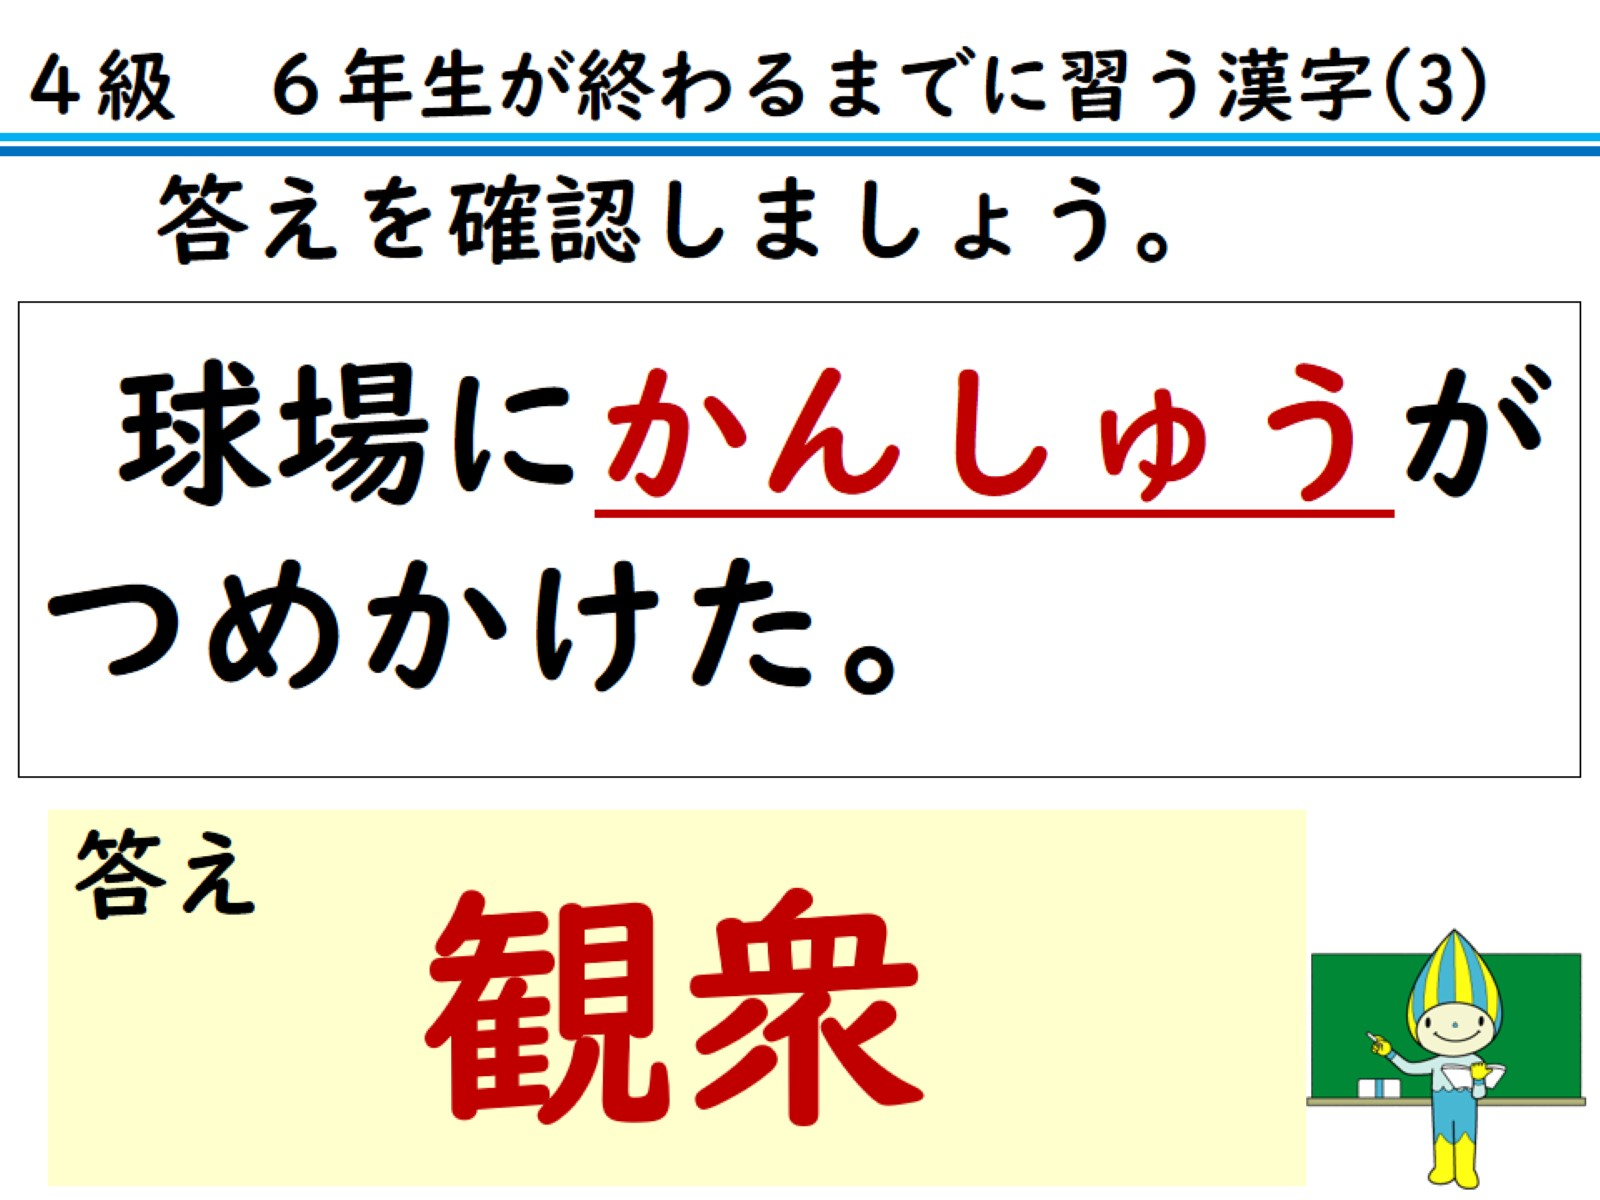 ４級　６年生が終わるまでに習う漢字(3)
答えを確認しましょう。
球場にかんしゅうが
つめかけた。
答え
観衆